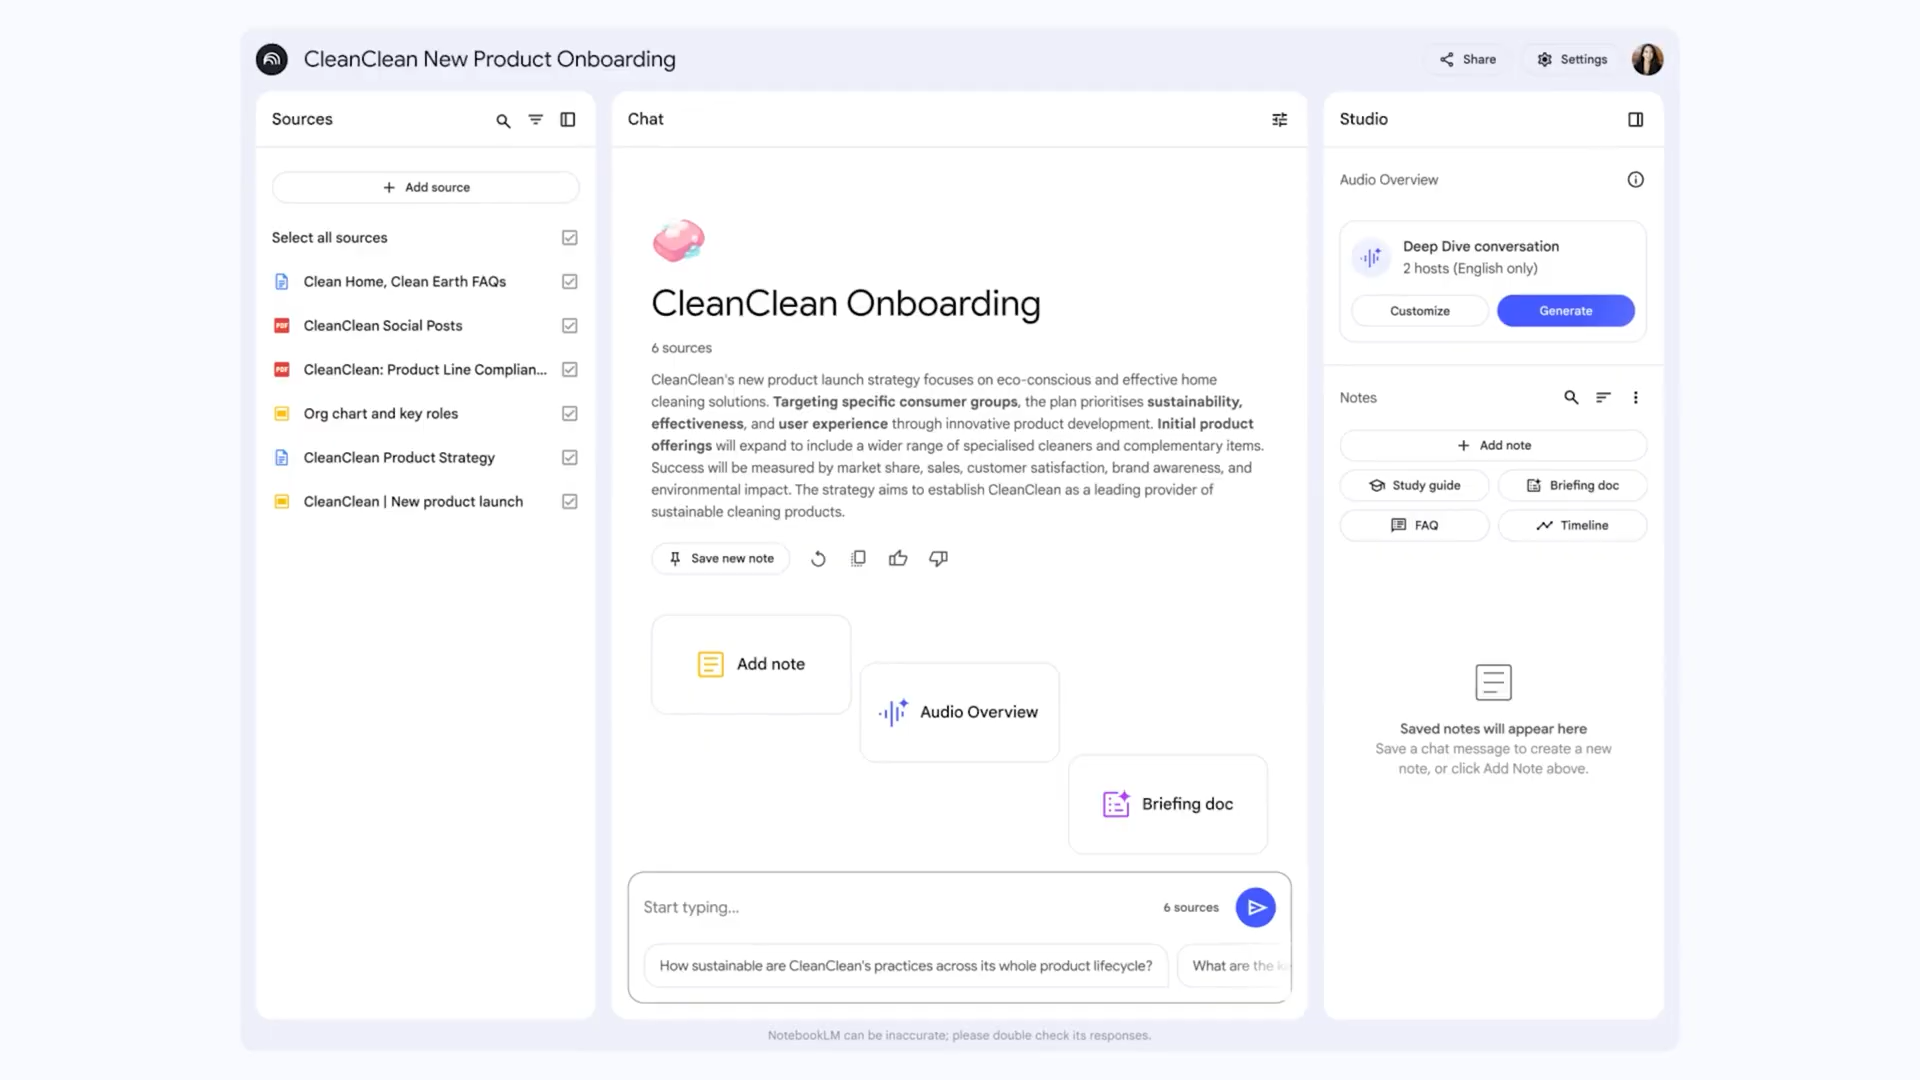 CleanClean New Product Onboarding
Share
Settings
Sources
Add source
Select all sources
Clean Home, Clean Earth FAQs
PDF CleanClean Social Posts
PDF CleanClean: Product Line Complian...
Org chart and key roles
CleanClean Product Strategy
CleanClean | New product launch
Chat
CleanClean Onboarding
6 sources
CleanClean's new product launch strategy focuses on eco-conscious and effective home
cleaning solutions. Targeting specific consumer groups, the plan prioritises sustainability,
effectiveness, and user experience through innovative product development. Initial product
offerings will expand to include a wider range of specialised cleaners and complementary items.
Success will be measured by market share, sales, customer satisfaction, brand awareness, and
environmental impact. The strategy aims to establish CleanClean as a leading provider of
sustainable cleaning products.
Save new note
Add note
Audio Overview
Briefing doc
Start typing...
6 sources
How sustainable are CleanClean's practices across its whole product lifecycle?
What are the
Studio
Audio Overview
Deep Dive conversation
2 hosts (English only)
Customize
Generate
Notes
Add note
Study guide
Briefing doc
FAQ
Timeline
Saved notes will appear here
Save a chat message to create a new
note, or click Add Note above.
NotebookLM can be inaccurate; please double check its responses.